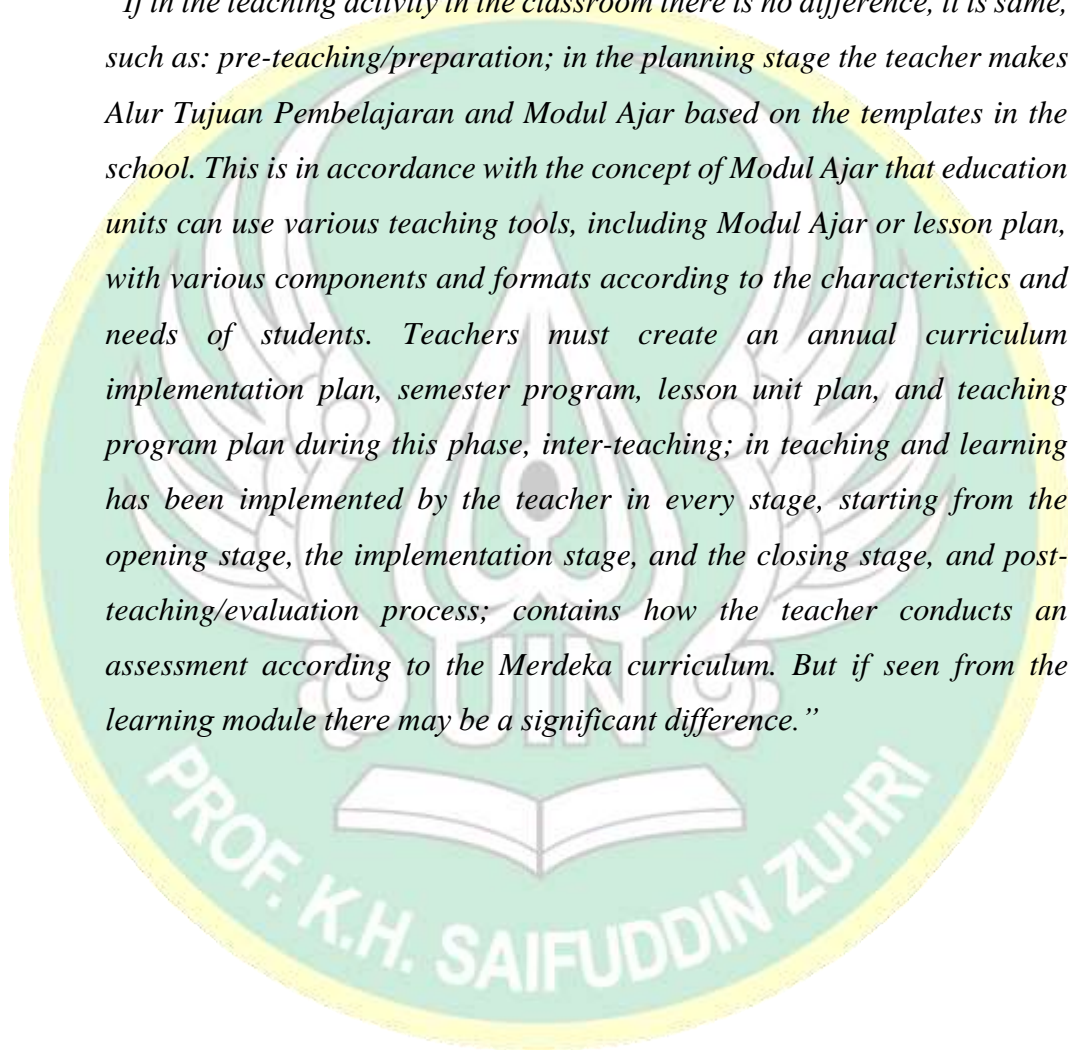 "If in the teaching activity in the classroom there is no difference, it is same,
such as: pre-teaching/preparation; in the planning stage the teacher makes
Alur Tujuan Pembelajaran and Modul Ajar based on the templates in the
school. This is in accordance with the concept of Modul Ajar that education
units can use various teaching tools, including Modul Ajar or lesson plan,
with various components and formats according to the characteristics and
needs of students. Teachers must create an annual curriculum
implementation plan, semester program, lesson unit plan, and teaching
program plan during this phase, inter-teaching; in teaching and learning
has been implemented by the teacher in every stage, starting from the
opening stage, the implementation stage, and the closing stage, and post-
teaching/evaluation process; contains how the teacher conducts an
assessment according to the Merdeka curriculum. But if seen from the
learning module there may be a significant difference.”
UIN
PROF. K.H. SAIFUDDIN ZUHRI